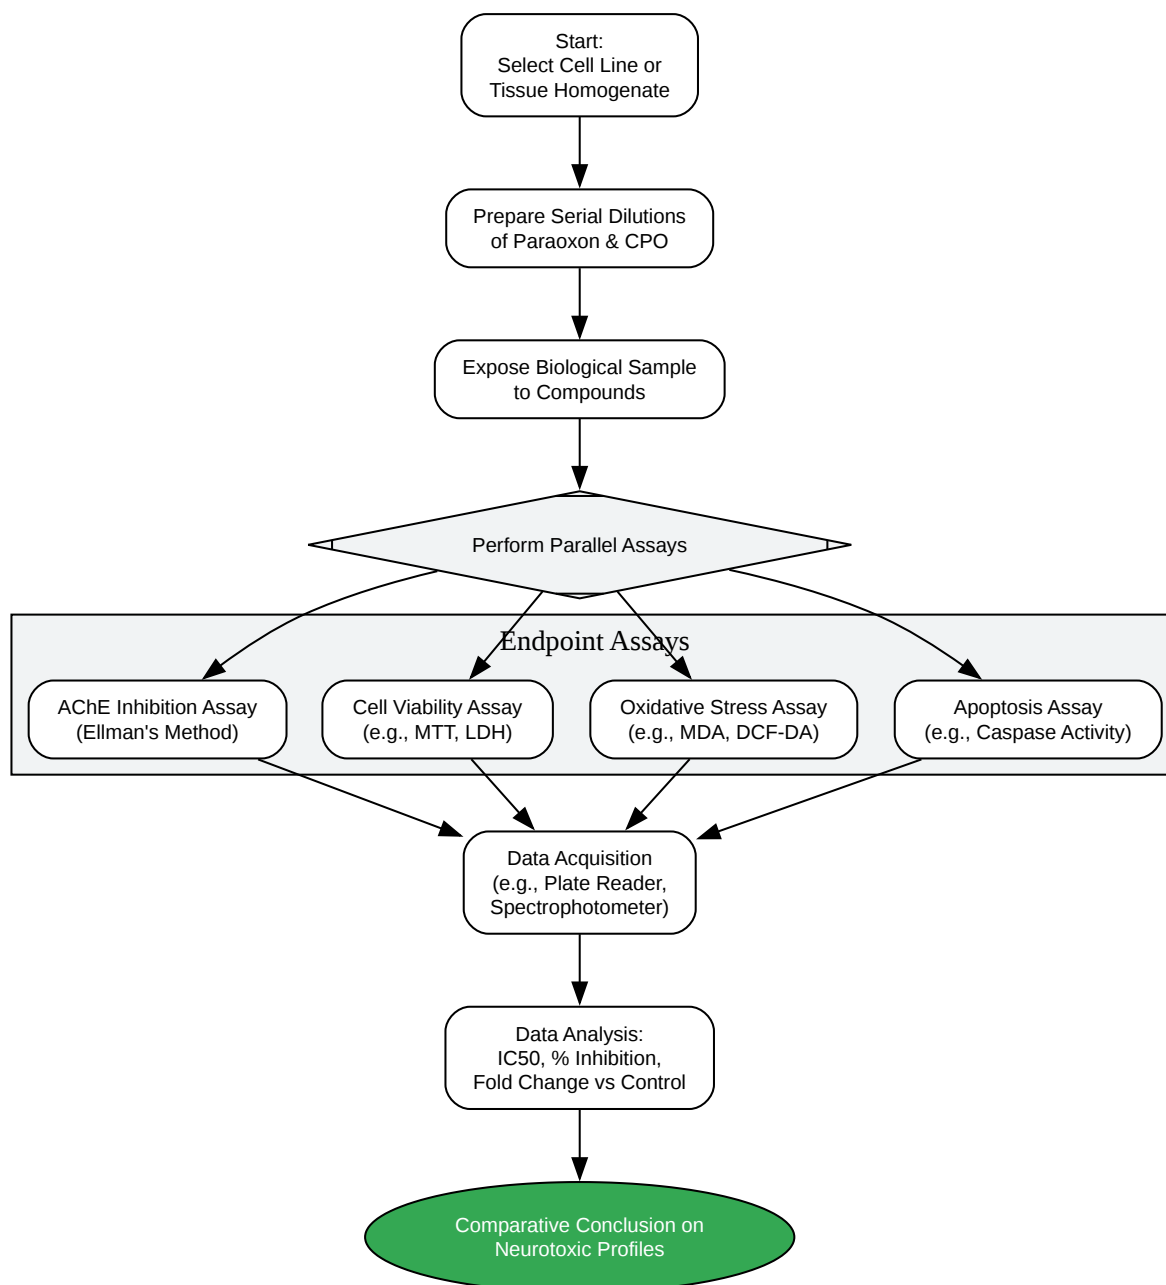 Start:
Select Cell Line or
Tissue Homogenate
Prepare Serial Dilutions
of Paraoxon & CPO
Expose Biological Sample
to Compounds
Perform Parallel Assays
Endpoint Assays
AChE Inhibition Assay
(Ellman's Method)
Cell Viability Assay
(e.g., MTT, LDH)
Oxidative Stress Assay
(e.g., MDA, DCF-DA)
Apoptosis Assay
(e.g., Caspase Activity)
Data Acquisition
(e.g., Plate Reader,
Spectrophotometer)
Data Analysis:
IC50, % Inhibition,
Fold Change vs Control
Comparative Conclusion on
Neurotoxic Profiles